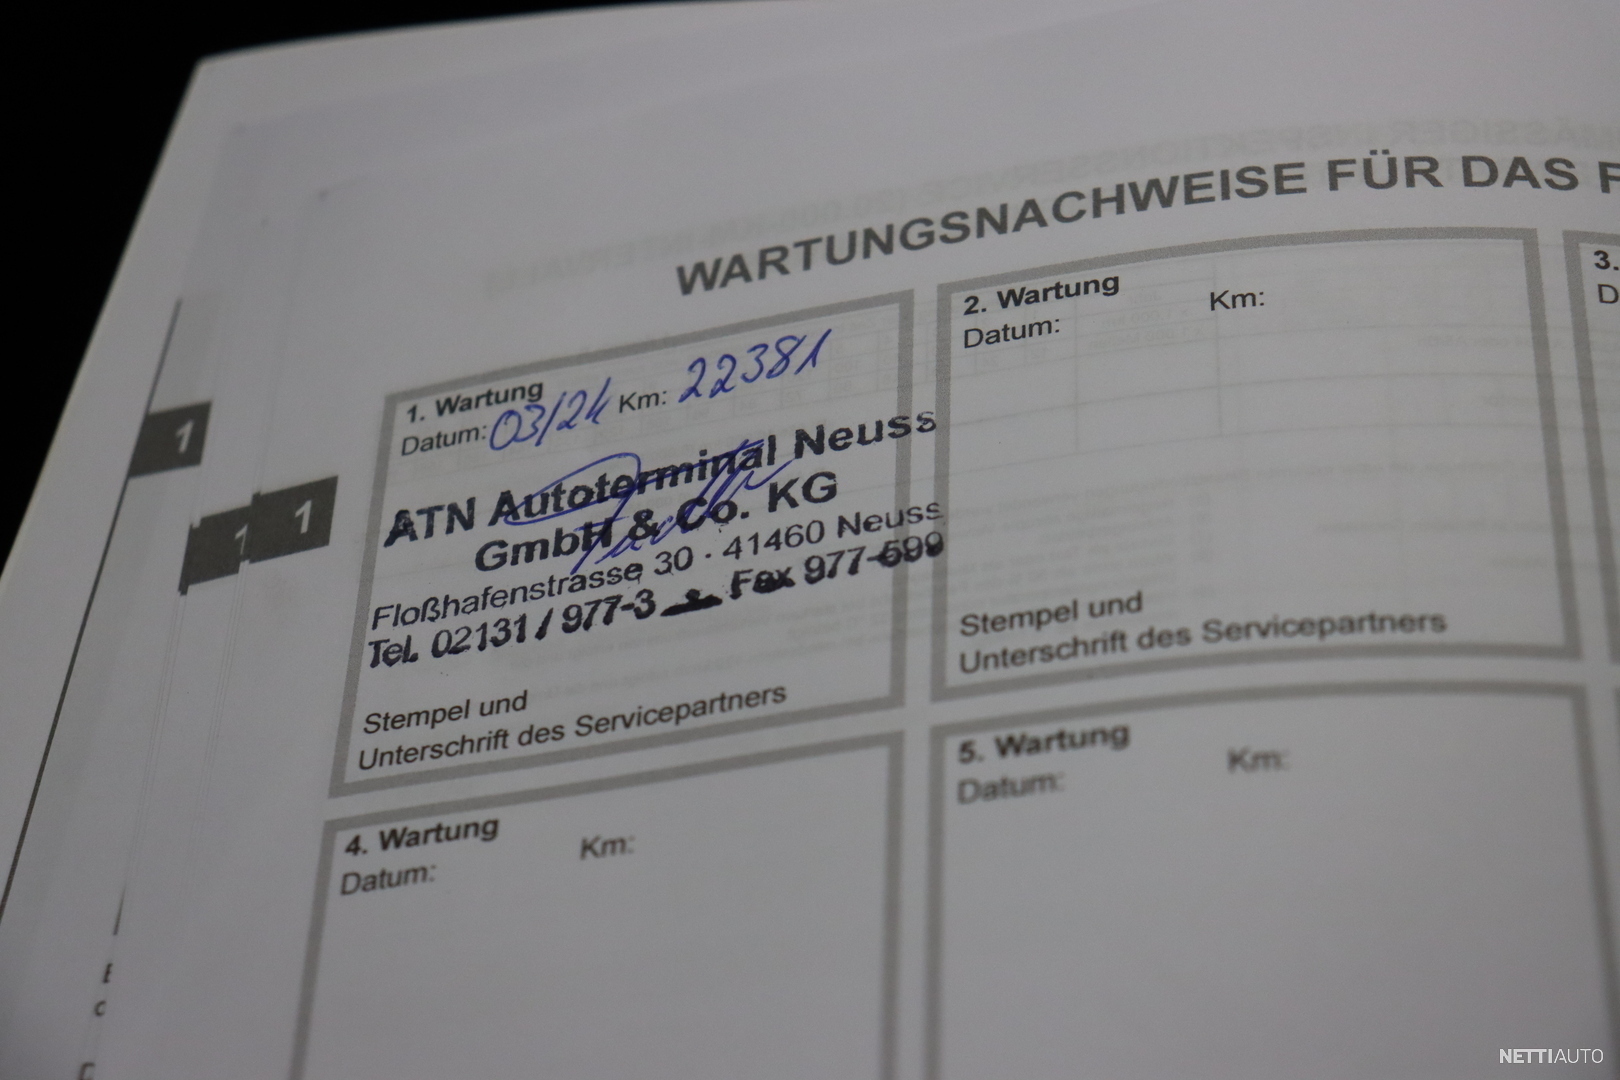 WARTUNGSNACHWEISE FÜR DAS F
1. Wartung
Datum: 03/24 Km: 22381
ATN Autoterminal Neuss
GmbH & Co. KG
Floßhafenstrasse 30 · 41460 Neuss
Tel. 02131 / 977-3 Fax 977-599
Stempel und
Unterschrift des Servicepartners
2. Wartung
Datum: Km:
Stempel und
Unterschrift des Servicepartners
3.
D
4. Wartung
Datum: Km:
5. Wartung
Datum: Km:
1
1
1
NETTIAUTO